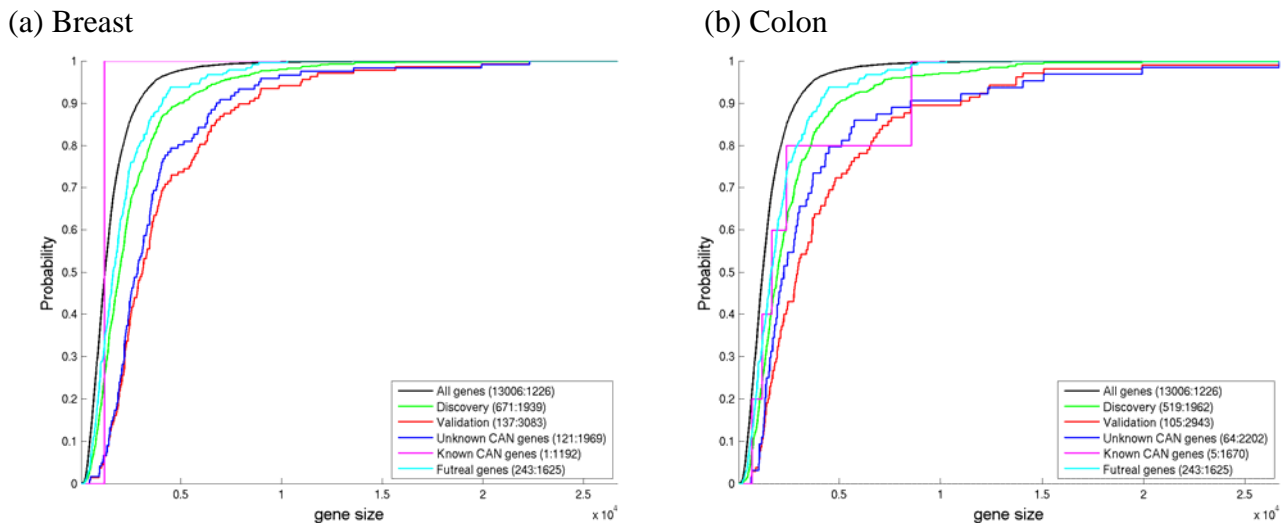 (a) Breast
(b) Colon
1
0.9
0.8
0.7
0.6
0.5
0.4
0.3
0.2
0.1
0
Probability
0.5
1
1.5
2
2.5
x 10^4
gene size
All genes (13006:1226)
Discovery (671:1939)
Validation (137:3083)
Unknown CAN genes (121:1969)
Known CAN genes (1:1192)
Futreal genes (243:1625)
1
0.9
0.8
0.7
0.6
0.5
0.4
0.3
0.2
0.1
0
Probability
0.5
1
1.5
2
2.5
x 10^4
gene size
All genes (13006:1226)
Discovery (519:1962)
Validation (105:2943)
Unknown CAN genes (64:2202)
Known CAN genes (5:1670)
Futreal genes (243:1625)